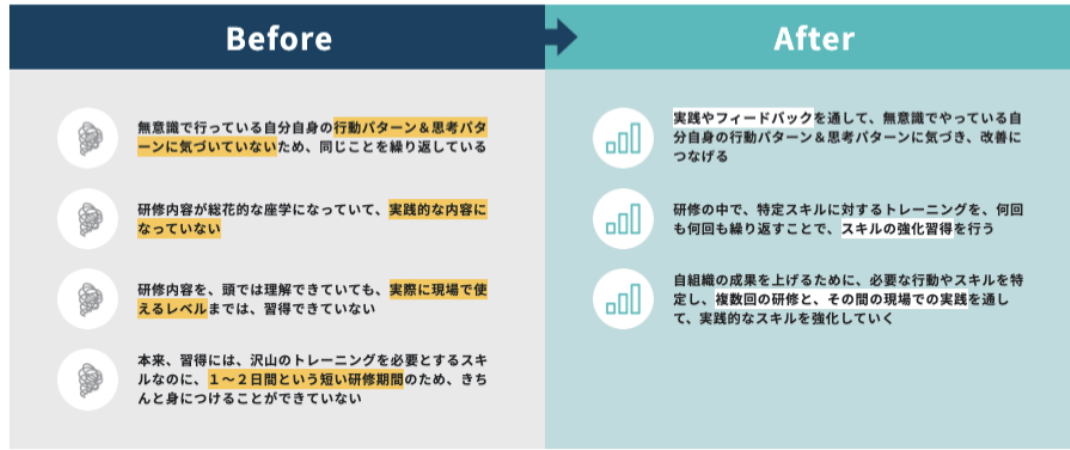 Before
After
無意識で行っている自分自身の行動パターン＆思考パタ
ーンに気づいていないため、同じことを繰り返している
研修内容が総花的な座学になっていて、実践的な内容に
なっていない
研修内容を、頭では理解できていても、実際に現場で使
えるレベルまでは、習得できていない
本来、習得には、沢山のトレーニングを必要とするスキ
ルなのに、１〜２日間という短い研修期間のため、きち
んと身につけることができていない
実践やフィードバックを通して、無意識でやっている自
分自身の行動パターン＆思考パターンに気づき、改善に
つなげる
研修の中で、特定スキルに対するトレーニングを、何回
も何回も繰り返すことで、スキルの強化習得を行う
自組織の成果を上げるために、必要な行動やスキルを特
定し、複数回の研修と、その間の現場での実践を通し
て、実践的なスキルを強化していく